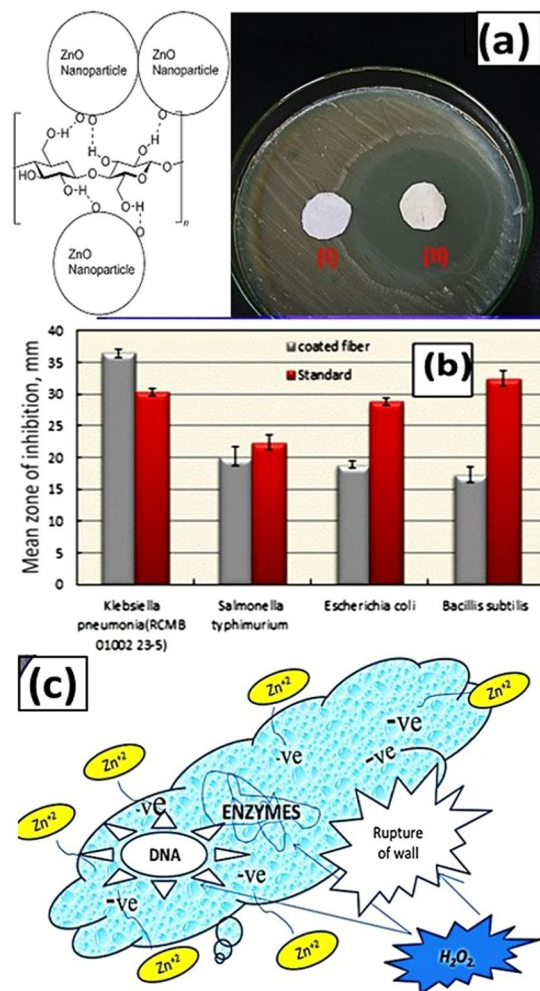 (a)
ZnO
Nanoparticle
ZnO
Nanoparticle
O·H
O
O
O
H
O
HO
O
HO
O
O
O
O·H
O
O
O·H
O
n
ZnO
Nanoparticle
(I)
(II)
(b)
coated fiber
Standard
Mean zone of inhibition, mm
40
35
30
25
20
15
10
5
0
Klebsiella
pneumonia(RCMB
01002 23-5)
Salmonella
typhimurium
Escherichia coli
Bacillis subtilis
(c)
Zn+2
Zn+2
Zn+2
Zn+2
Zn+2
Zn+2
-ve
-ve
-ve
-ve
-ve
-ve
ENZYMES
DNA
Rupture
of wall
H2O2.